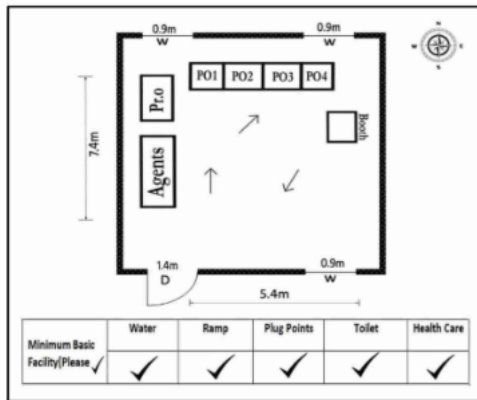 0.9m
W
0.9m
W
N
W
E
S
PO1 PO2 PO3 PO4
Pr.o
Booth
7.4m
Agents
1.4m
D
0.9m
W
5.4m
Water Ramp Plug Points Toilet Health Care
Minimum Basic
Facility(Please ✓
✓ ✓ ✓ ✓ ✓